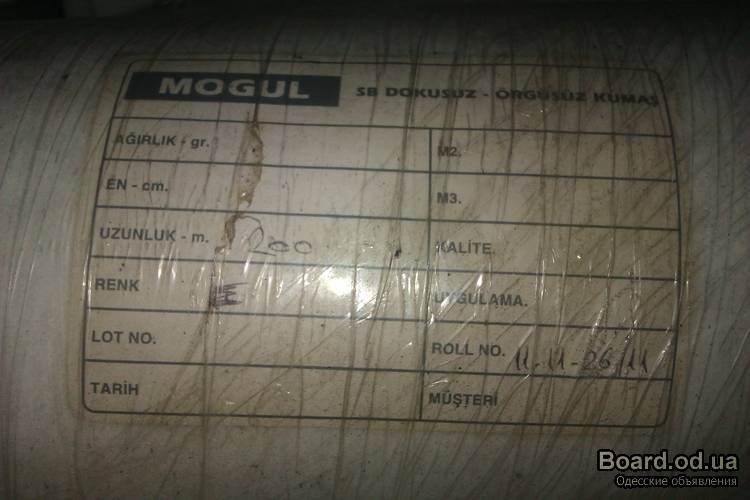 MOGUL SB DOKUSUZ - ÖRGÜSÜZ KUMAŞ
AĞIRLIK - gr. M2.
EN - cm. M3.
UZUNLUK - m. 200 KALİTE.
RENK UYGULAMA.
LOT NO. ROLL NO. 11-11-26/11
TARİH MÜŞTERİ
Board.od.ua
Одесские объявления